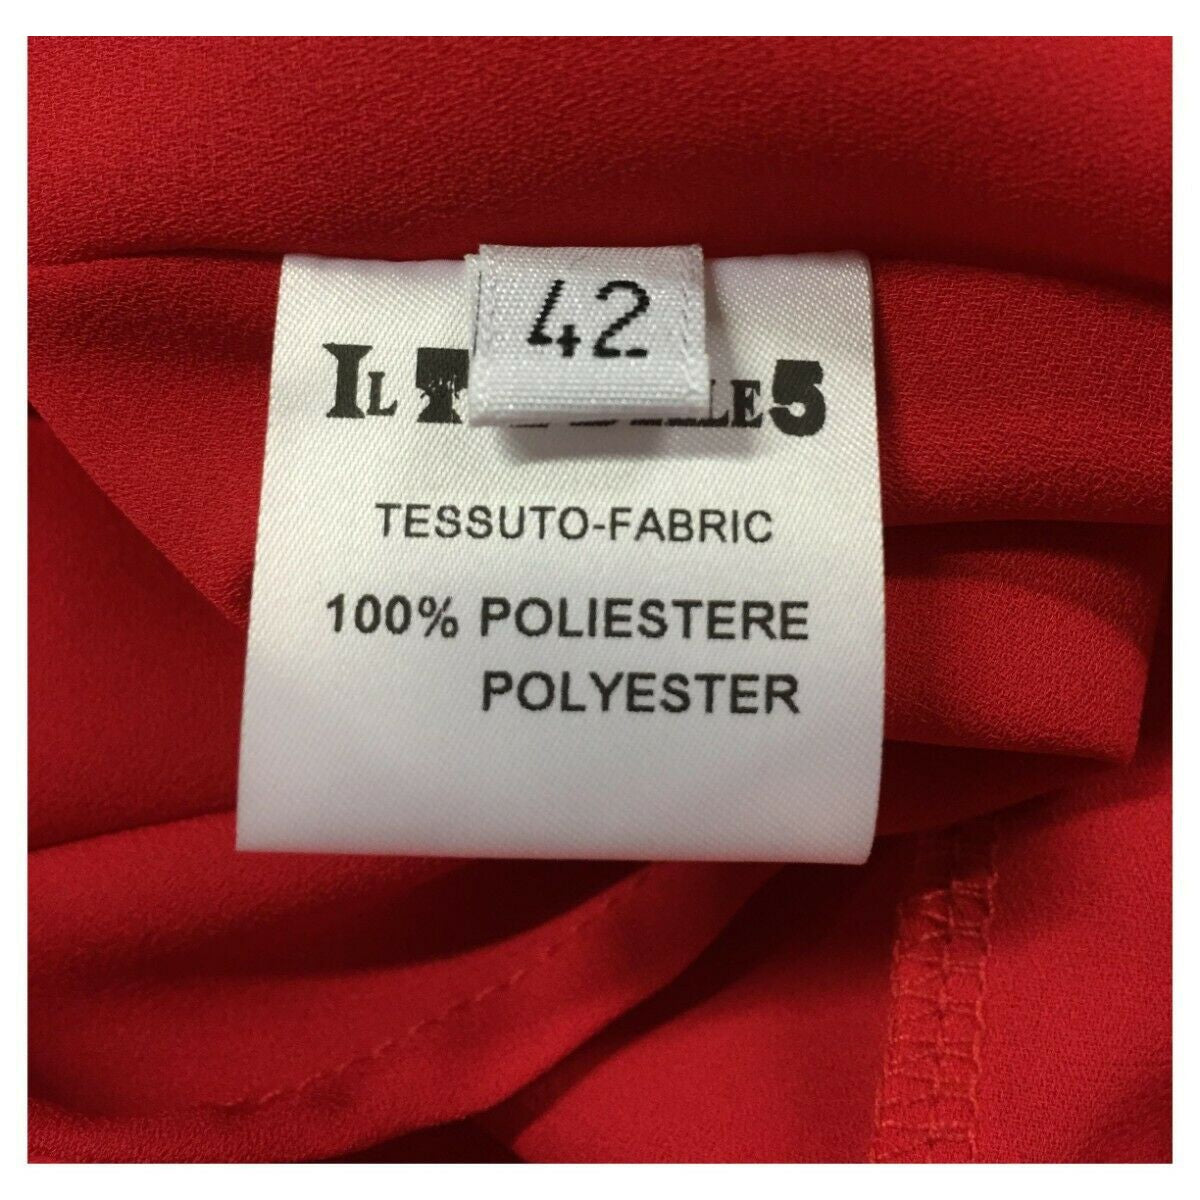 42
IL
TESSUTO-FABRIC
100% POLIESTERE
POLYESTER